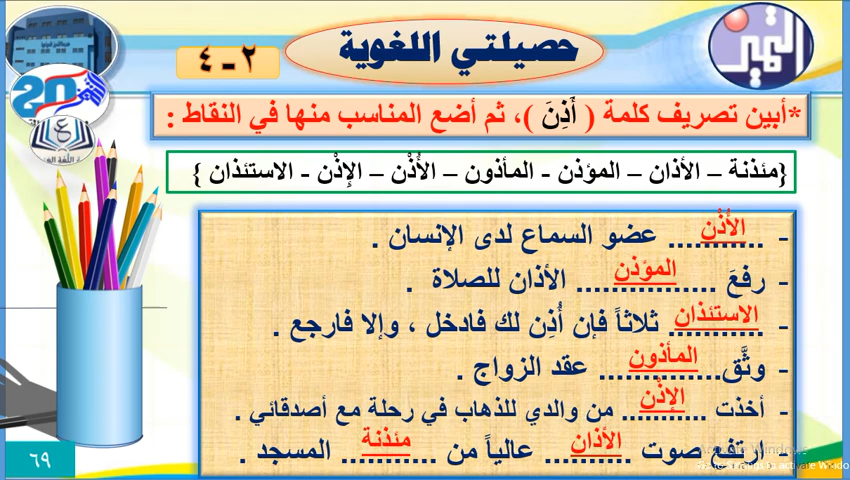 حصيلتي اللغوية
٢ - ٤
التميز
*أبين تصريف كلمة ( أَذِنَ )، ثم أضع المناسب منها في النقاط :
{مئذنة – الأذان – المؤذن - المأذون – الأُذْن – الإِذْن - الاستئذان }
- الأُذْن............ عضو السماع لدى الإنسان .
- رفعَ المؤذن................ الأذان للصلاة .
- الاستئذان........... ثلاثاً فإن أُذِن لك فادخل ، وإلا فارجع .
- وثَّق المأذون.............. عقد الزواج .
- أخذت الإِذْن.......... من والدي للذهاب في رحلة مع أصدقائي .
- ارتفع صوت الأذان.......... عالياً من مئذنة........... المسجد .
٦٩